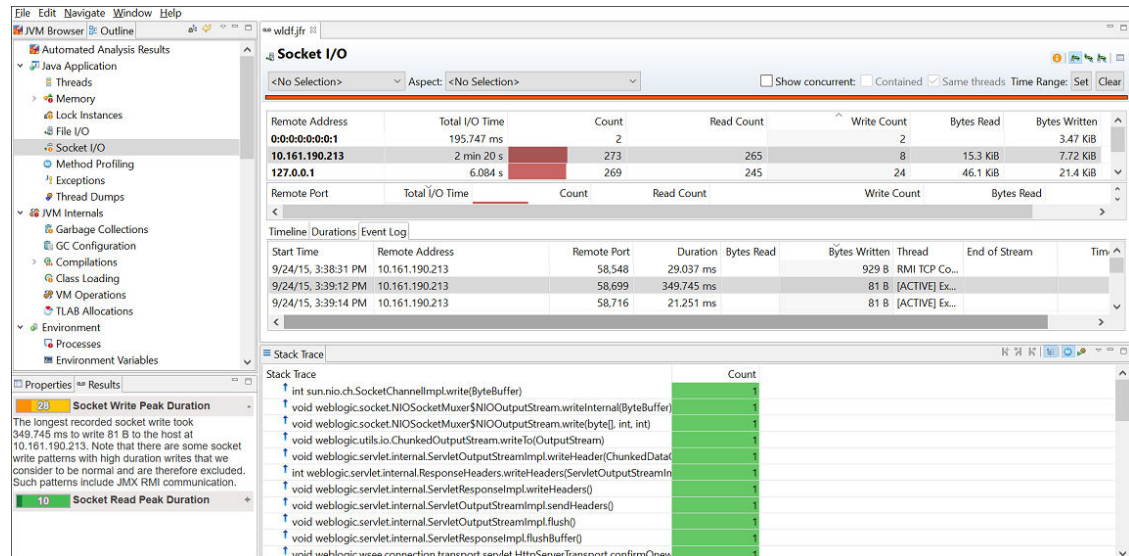 File Edit Navigate Window Help
JVM Browser Outline
Automated Analysis Results
Java Application
Threads
Memory
Lock Instances
File I/O
Socket I/O
Method Profiling
Exceptions
Thread Dumps
JVM Internals
Garbage Collections
GC Configuration
Compilations
Class Loading
VM Operations
TLAB Allocations
Environment
Processes
Environment Variables
Properties Results
28 Socket Write Peak Duration -
The longest recorded socket write took
349.745 ms to write 81 B to the host at
10.161.190.213. Note that there are some socket
write patterns with high duration writes that we
consider to be normal and are therefore excluded.
Such patterns include JMX RMI communication.
10 Socket Read Peak Duration +
wldf.jfr
Socket I/O
<No Selection> Aspect: <No Selection> Show concurrent: Contained Same threads Time Range: Set Clear
Remote Address Total I/O Time Count Read Count Write Count Bytes Read Bytes Written
0:0:0:0:0:0:0:1 195.747 ms 2 2 3.47 KiB
10.161.190.213 2 min 20 s 273 265 8 15.3 KiB 7.72 KiB
127.0.0.1 6.084 s 269 245 24 46.1 KiB 21.4 KiB
Remote Port Total I/O Time Count Read Count Write Count Bytes Read
Timeline Durations Event Log
Start Time Remote Address Remote Port Duration Bytes Read Bytes Written Thread End of Stream Tim
9/24/15, 3:38:31 PM 10.161.190.213 58,548 29.037 ms 929 B RMI TCP Co...
9/24/15, 3:39:12 PM 10.161.190.213 58,699 349.745 ms 81 B [ACTIVE] Ex...
9/24/15, 3:39:14 PM 10.161.190.213 58,716 21.251 ms 81 B [ACTIVE] Ex...
Stack Trace
Stack Trace Count
int sun.nio.ch.SocketChannelImpl.write(ByteBuffer) 1
void weblogic.socket.NIOSocketMuxer$NIOOutputStream.writeInternal(ByteBuffer) 1
void weblogic.socket.NIOSocketMuxer$NIOOutputStream.write(byte[], int, int) 1
void weblogic.utils.io.ChunkedOutputStream.writeTo(OutputStream) 1
void weblogic.servlet.internal.ServletOutputStreamImpl.writeHeader(ChunkedData 1
int weblogic.servlet.internal.ResponseHeaders.writeHeaders(ServletOutputStreamIn 1
void weblogic.servlet.internal.ServletResponseImpl.writeHeaders() 1
void weblogic.servlet.internal.ServletOutputStreamImpl.sendHeaders() 1
void weblogic.servlet.internal.ServletOutputStreamImpl.flush() 1
void weblogic.servlet.internal.ServletResponseImpl.flushBuffer() 1
void weblogic.wsee.connection.transport.servlet.HttpServerTransport.confirmOnew 1